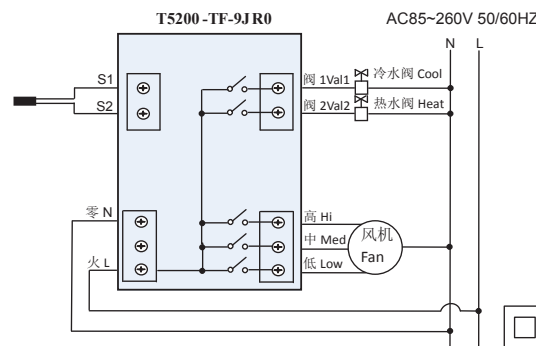 T5200-TF-9JR0 AC85~260V 50/60HZ
N L
S1 阀 1Val1 冷水阀 Cool
S2 阀 2Val2 热水阀 Heat
零 N 高 Hi
中 Med 风机
火 L 低 Low Fan